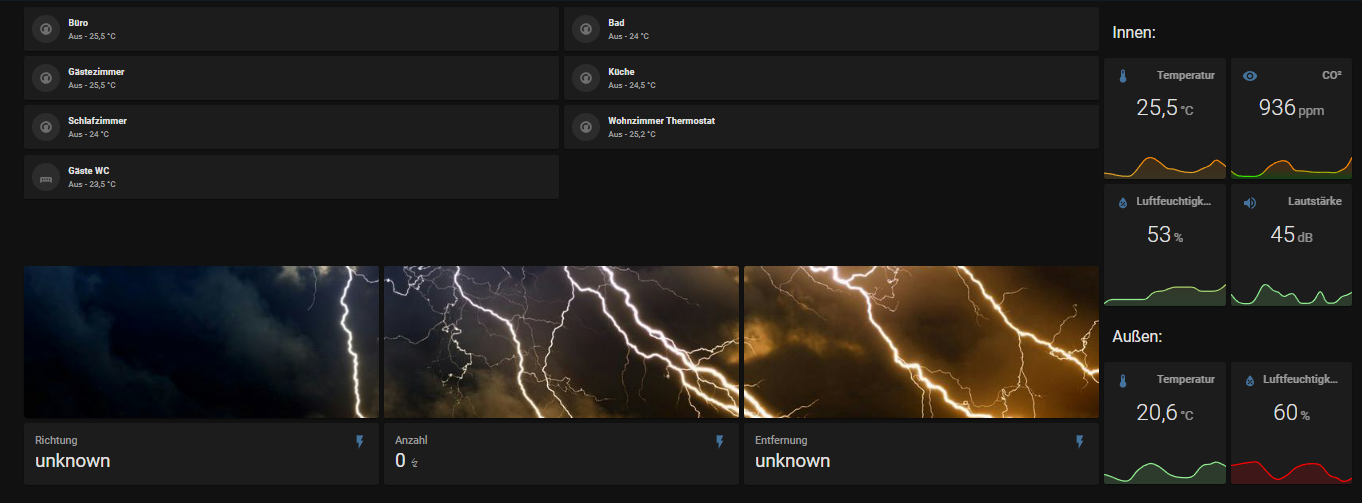 Büro
Aus - 25,5 °C
Bad
Aus - 24 °C
Gästezimmer
Aus - 25,5 °C
Küche
Aus - 24,5 °C
Schlafzimmer
Aus - 24 °C
Wohnzimmer Thermostat
Aus - 25,2 °C
Gäste WC
Aus - 23,5 °C
Richtung
unknown
Anzahl
0
Entfernung
unknown
Innen:
Temperatur
25,5 °C
CO²
936 ppm
Luftfeuchtigk...
53 %
Lautstärke
45 dB
Außen:
Temperatur
20,6 °C
Luftfeuchtigk...
60 %